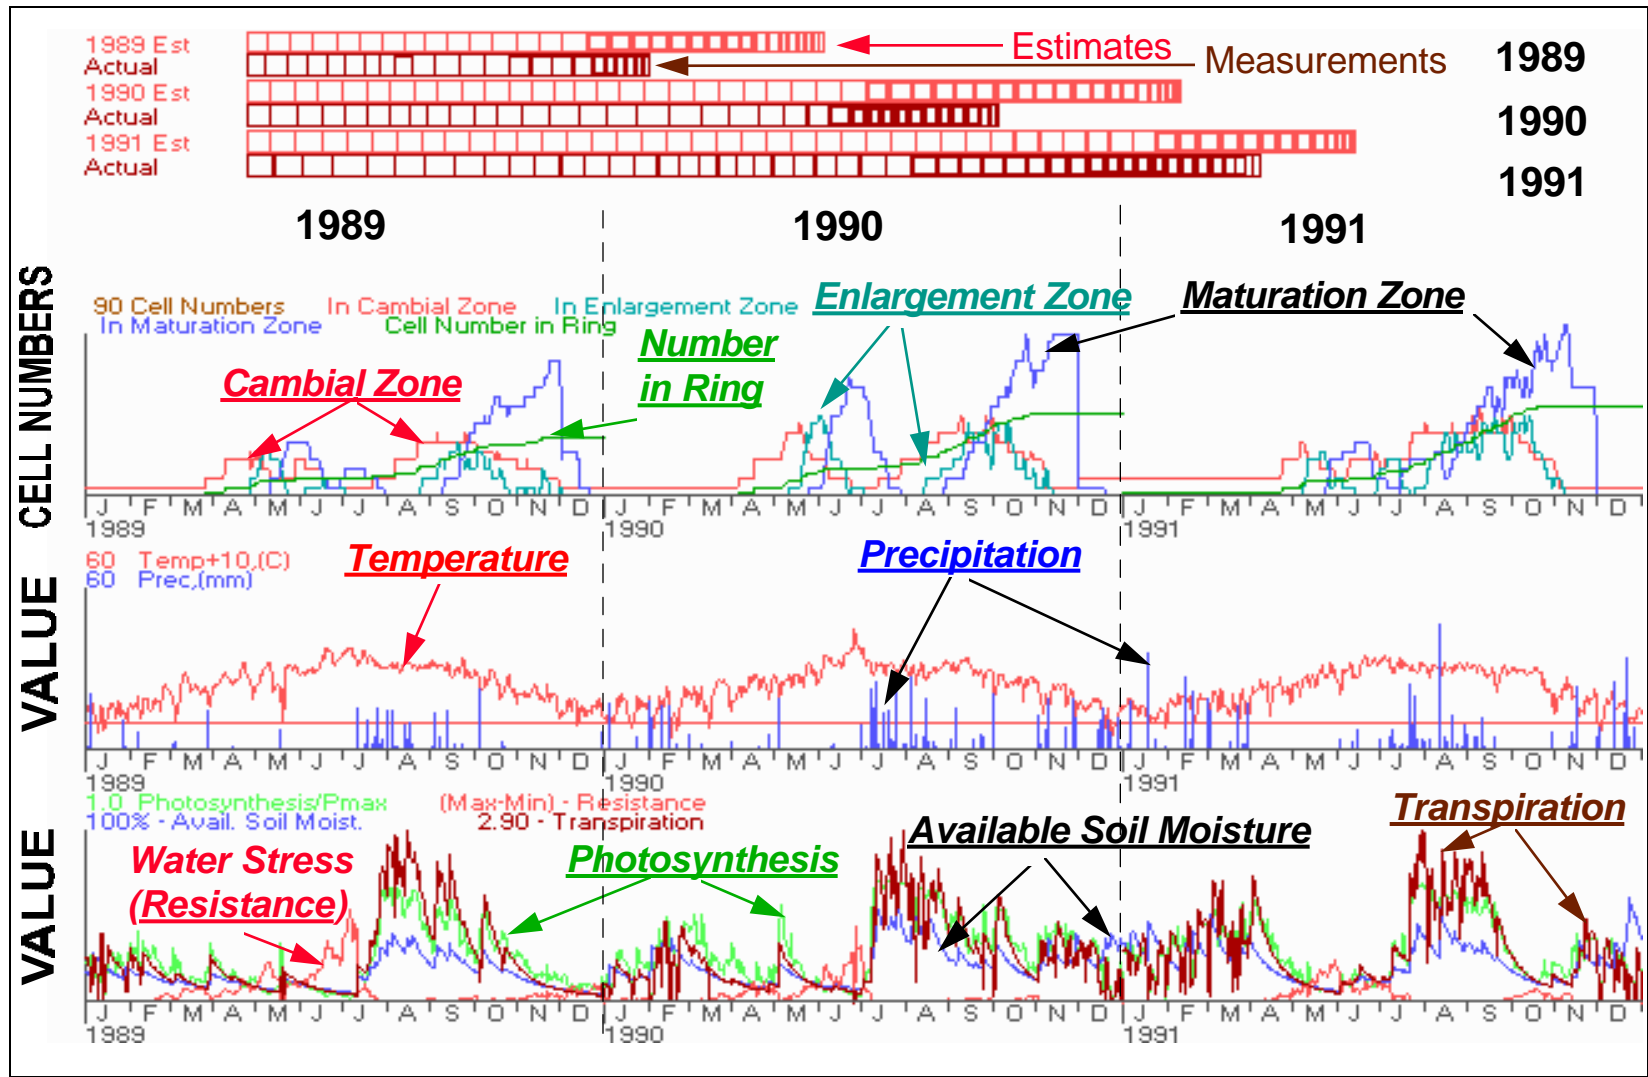 1989 Est
Estimates
1989
Actual
Measurements
1990 Est
1990
Actual
1991 Est
1991
Actual
1989 1990 1991
CELL NUMBERS
90 Cell Numbers In Cambial Zone In Enlargement Zone
In Maturation Zone Cell Number in Ring
Enlargement Zone
Maturation Zone
Number
in Ring
Cambial Zone
J F M A M J J A S O N D J F M A M J J A S O N D J F M A M J J A S O N D
1989 1990 1991
VALUE
60 Temp+10,(C)
60 Prec,(mm)
Temperature
Precipitation
J F M A M J J A S O N D J F M A M J J A S O N D J F M A M J J A S O N D
1989 1990 1991
VALUE
1.0 Photosynthesis/Pmax (Max-Min) - Resistance
100% - Avail. Soil Moist. 2.90 - Transpiration
Transpiration
Available Soil Moisture
Water Stress
(Resistance)
Photosynthesis
J F M A M J J A S O N D J F M A M J J A S O N D J F M A M J J A S O N D
1989 1990 1991